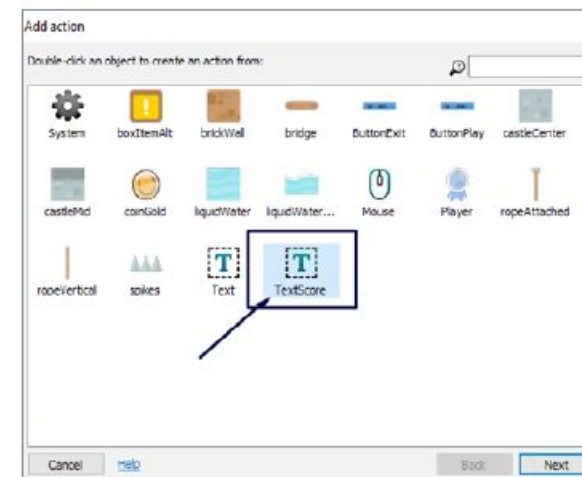 Add action
Double-click an object to create an action from:
System boxItemAlt brickWall bridge ButtonExit ButtonPlay castleCenter
castleMid coinGold liquidWater liquidWater... Mouse Player ropeAttached
ropeVertical spikes Text TextScore
Cancel Help Back Next